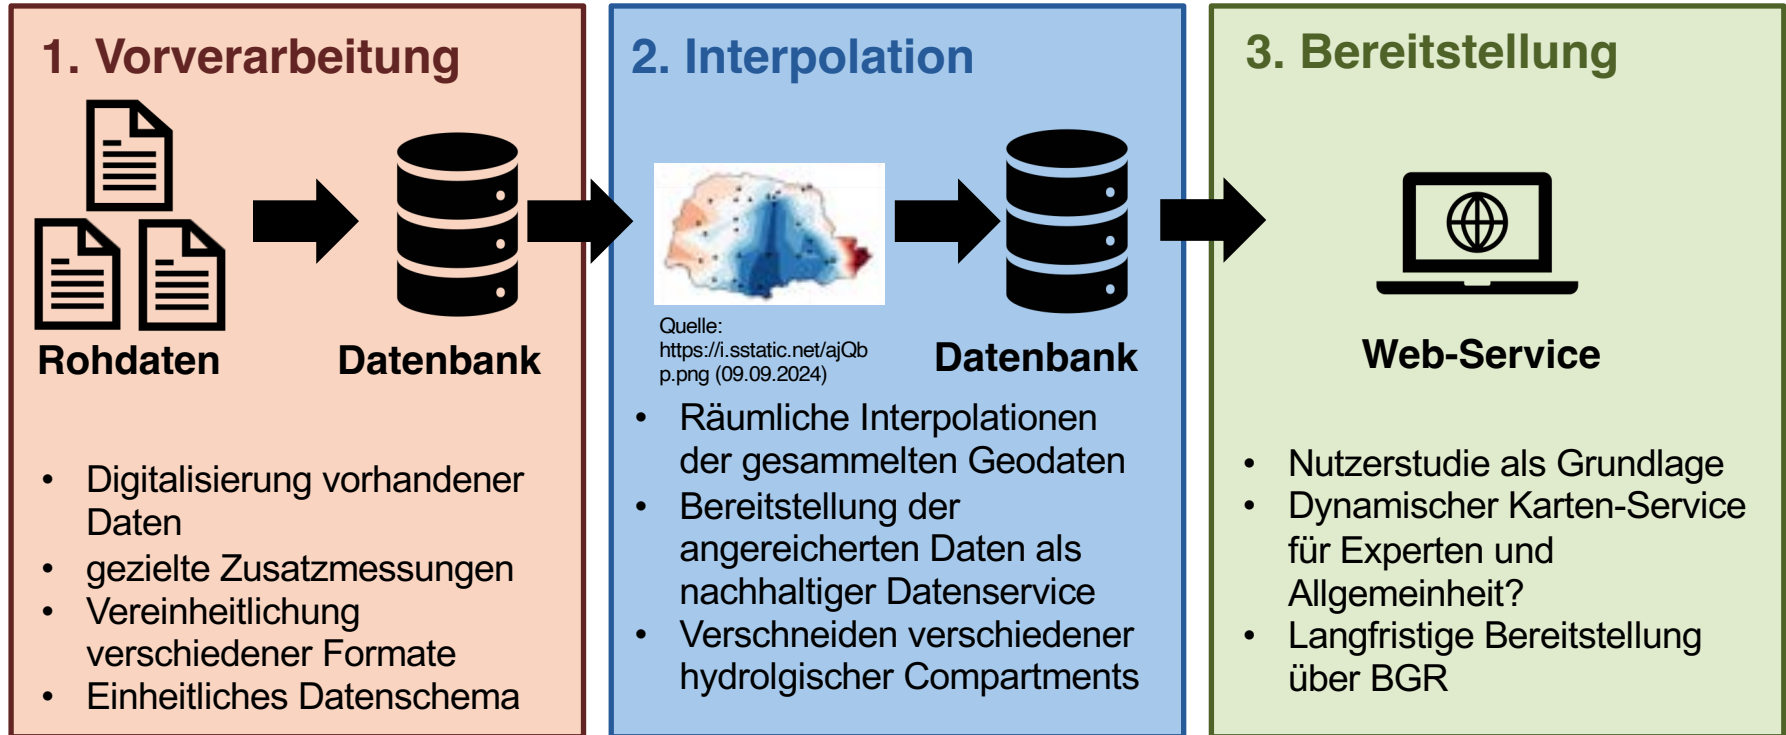 1. Vorverarbeitung
Rohdaten
Datenbank
• Digitalisierung vorhandener
Daten
• gezielte Zusatzmessungen
• Vereinheitlichung
verschiedener Formate
• Einheitliches Datenschema
2. Interpolation
Quelle:
https://i.sstatic.net/ajQb
p.png (09.09.2024)
Datenbank
• Räumliche Interpolationen
der gesammelten Geodaten
• Bereitstellung der
angereicherten Daten als
nachhaltiger Datenservice
• Verschneiden verschiedener
hydrolgischer Compartments
3. Bereitstellung
Web-Service
• Nutzerstudie als Grundlage
• Dynamischer Karten-Service
für Experten und
Allgemeinheit?
• Langfristige Bereitstellung
über BGR